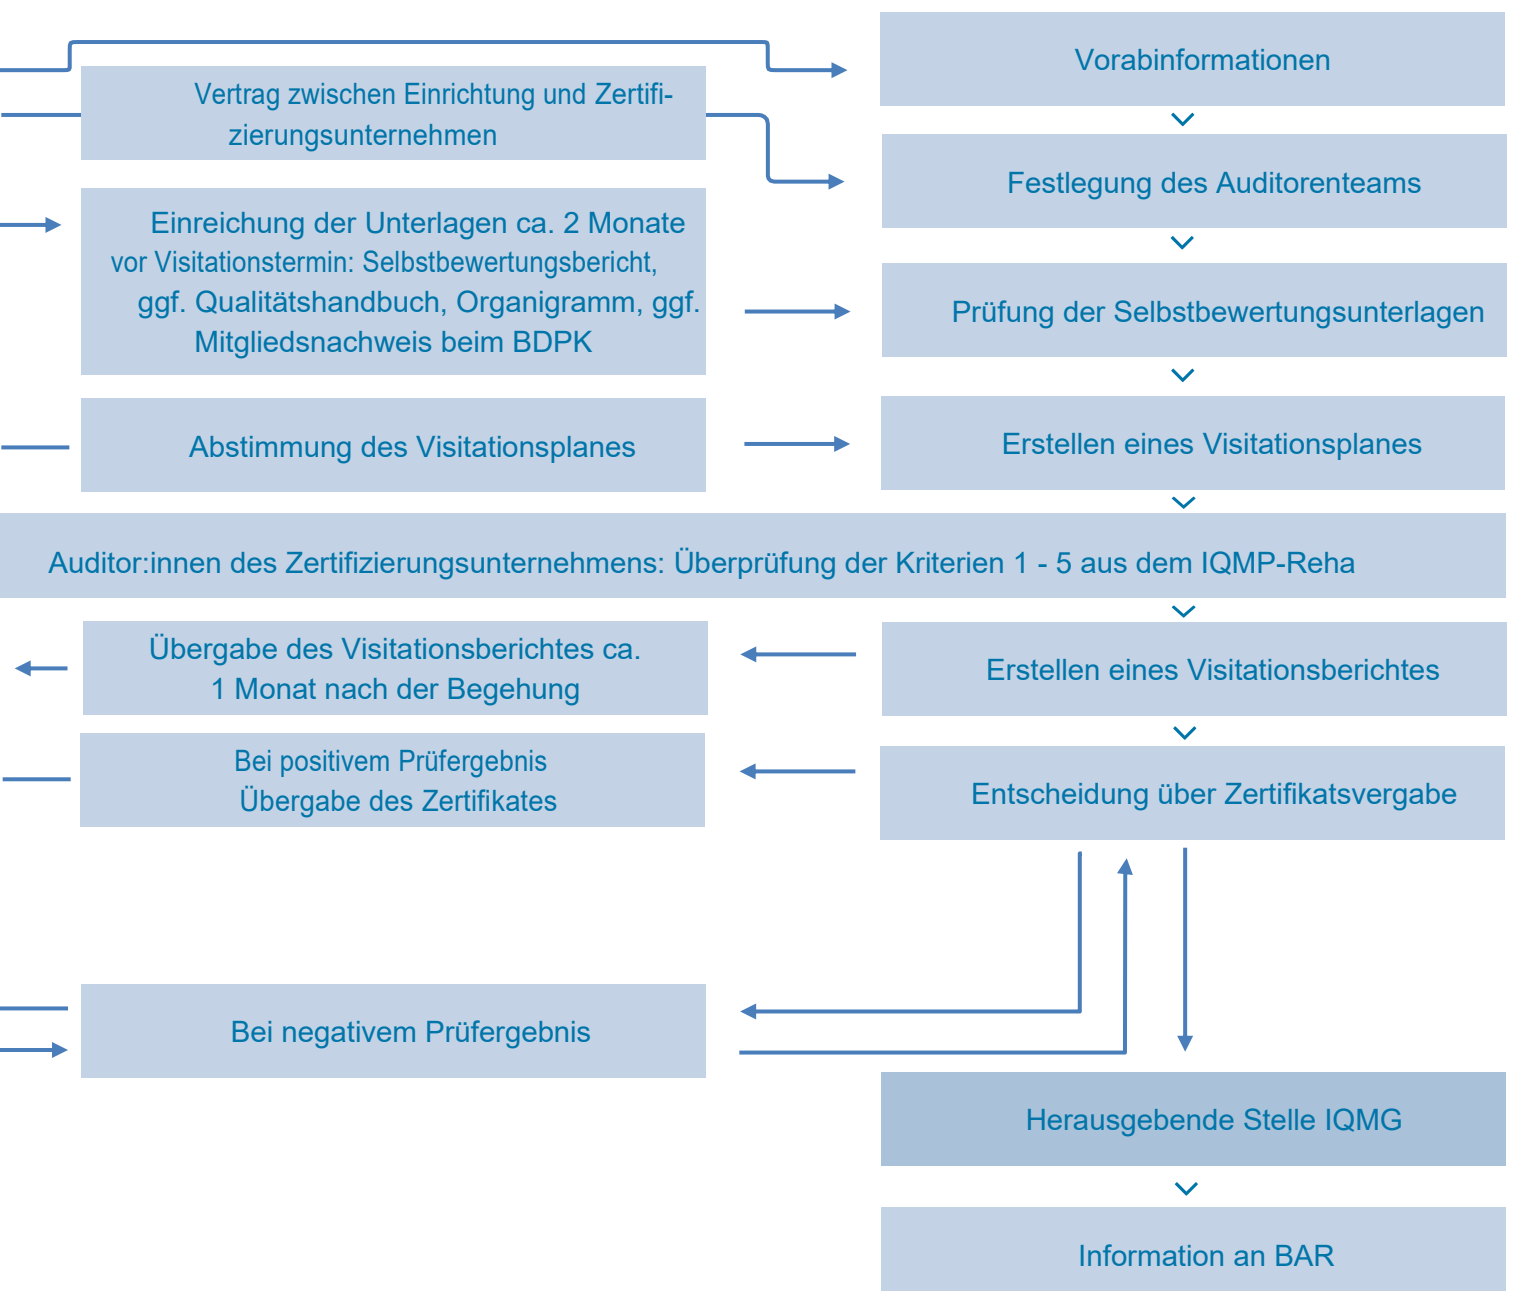 Vorabinformationen
Vertrag zwischen Einrichtung und Zertifi-
zierungsunternehmen
Festlegung des Auditorenteams
Einreichung der Unterlagen ca. 2 Monate
vor Visitationstermin: Selbstbewertungsbericht,
ggf. Qualitätshandbuch, Organigramm, ggf.
Mitgliedsnachweis beim BDPK
Prüfung der Selbstbewertungsunterlagen
Abstimmung des Visitationsplanes
Erstellen eines Visitationsplanes
Auditor:innen des Zertifizierungsunternehmens: Überprüfung der Kriterien 1 - 5 aus dem IQMP-Reha
Übergabe des Visitationsberichtes ca.
1 Monat nach der Begehung
Erstellen eines Visitationsberichtes
Bei positivem Prüfergebnis
Übergabe des Zertifikates
Entscheidung über Zertifikatsvergabe
Bei negativem Prüfergebnis
Herausgebende Stelle IQMG
Information an BAR